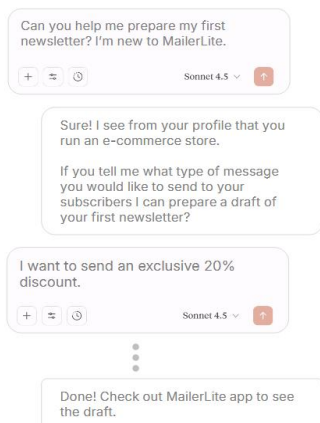 Can you help me prepare my first
newsletter? I'm new to MailerLite.
Sonnet 4.5
Sure! I see from your profile that you
run an e-commerce store.
If you tell me what type of message
you would like to send to your
subscribers I can prepare a draft of
your first newsletter?
I want to send an exclusive 20%
discount.
Sonnet 4.5
Done! Check out MailerLite app to see
the draft.